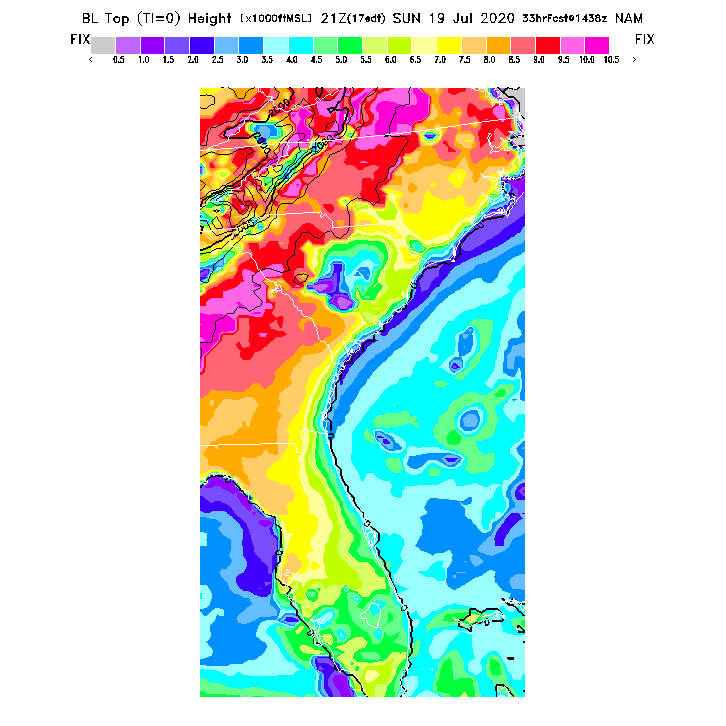 BL Top (TI=0) Height [x1000ftMSL] 21Z(17edt) SUN 19 Jul 2020 33hrFcst@1438z NAM
FIX FIX
< 0.5 1.0 1.5 2.0 2.5 3.0 3.5 4.0 4.5 5.0 5.5 6.0 6.5 7.0 7.5 8.0 8.5 9.0 9.5 10.0 10.5 >